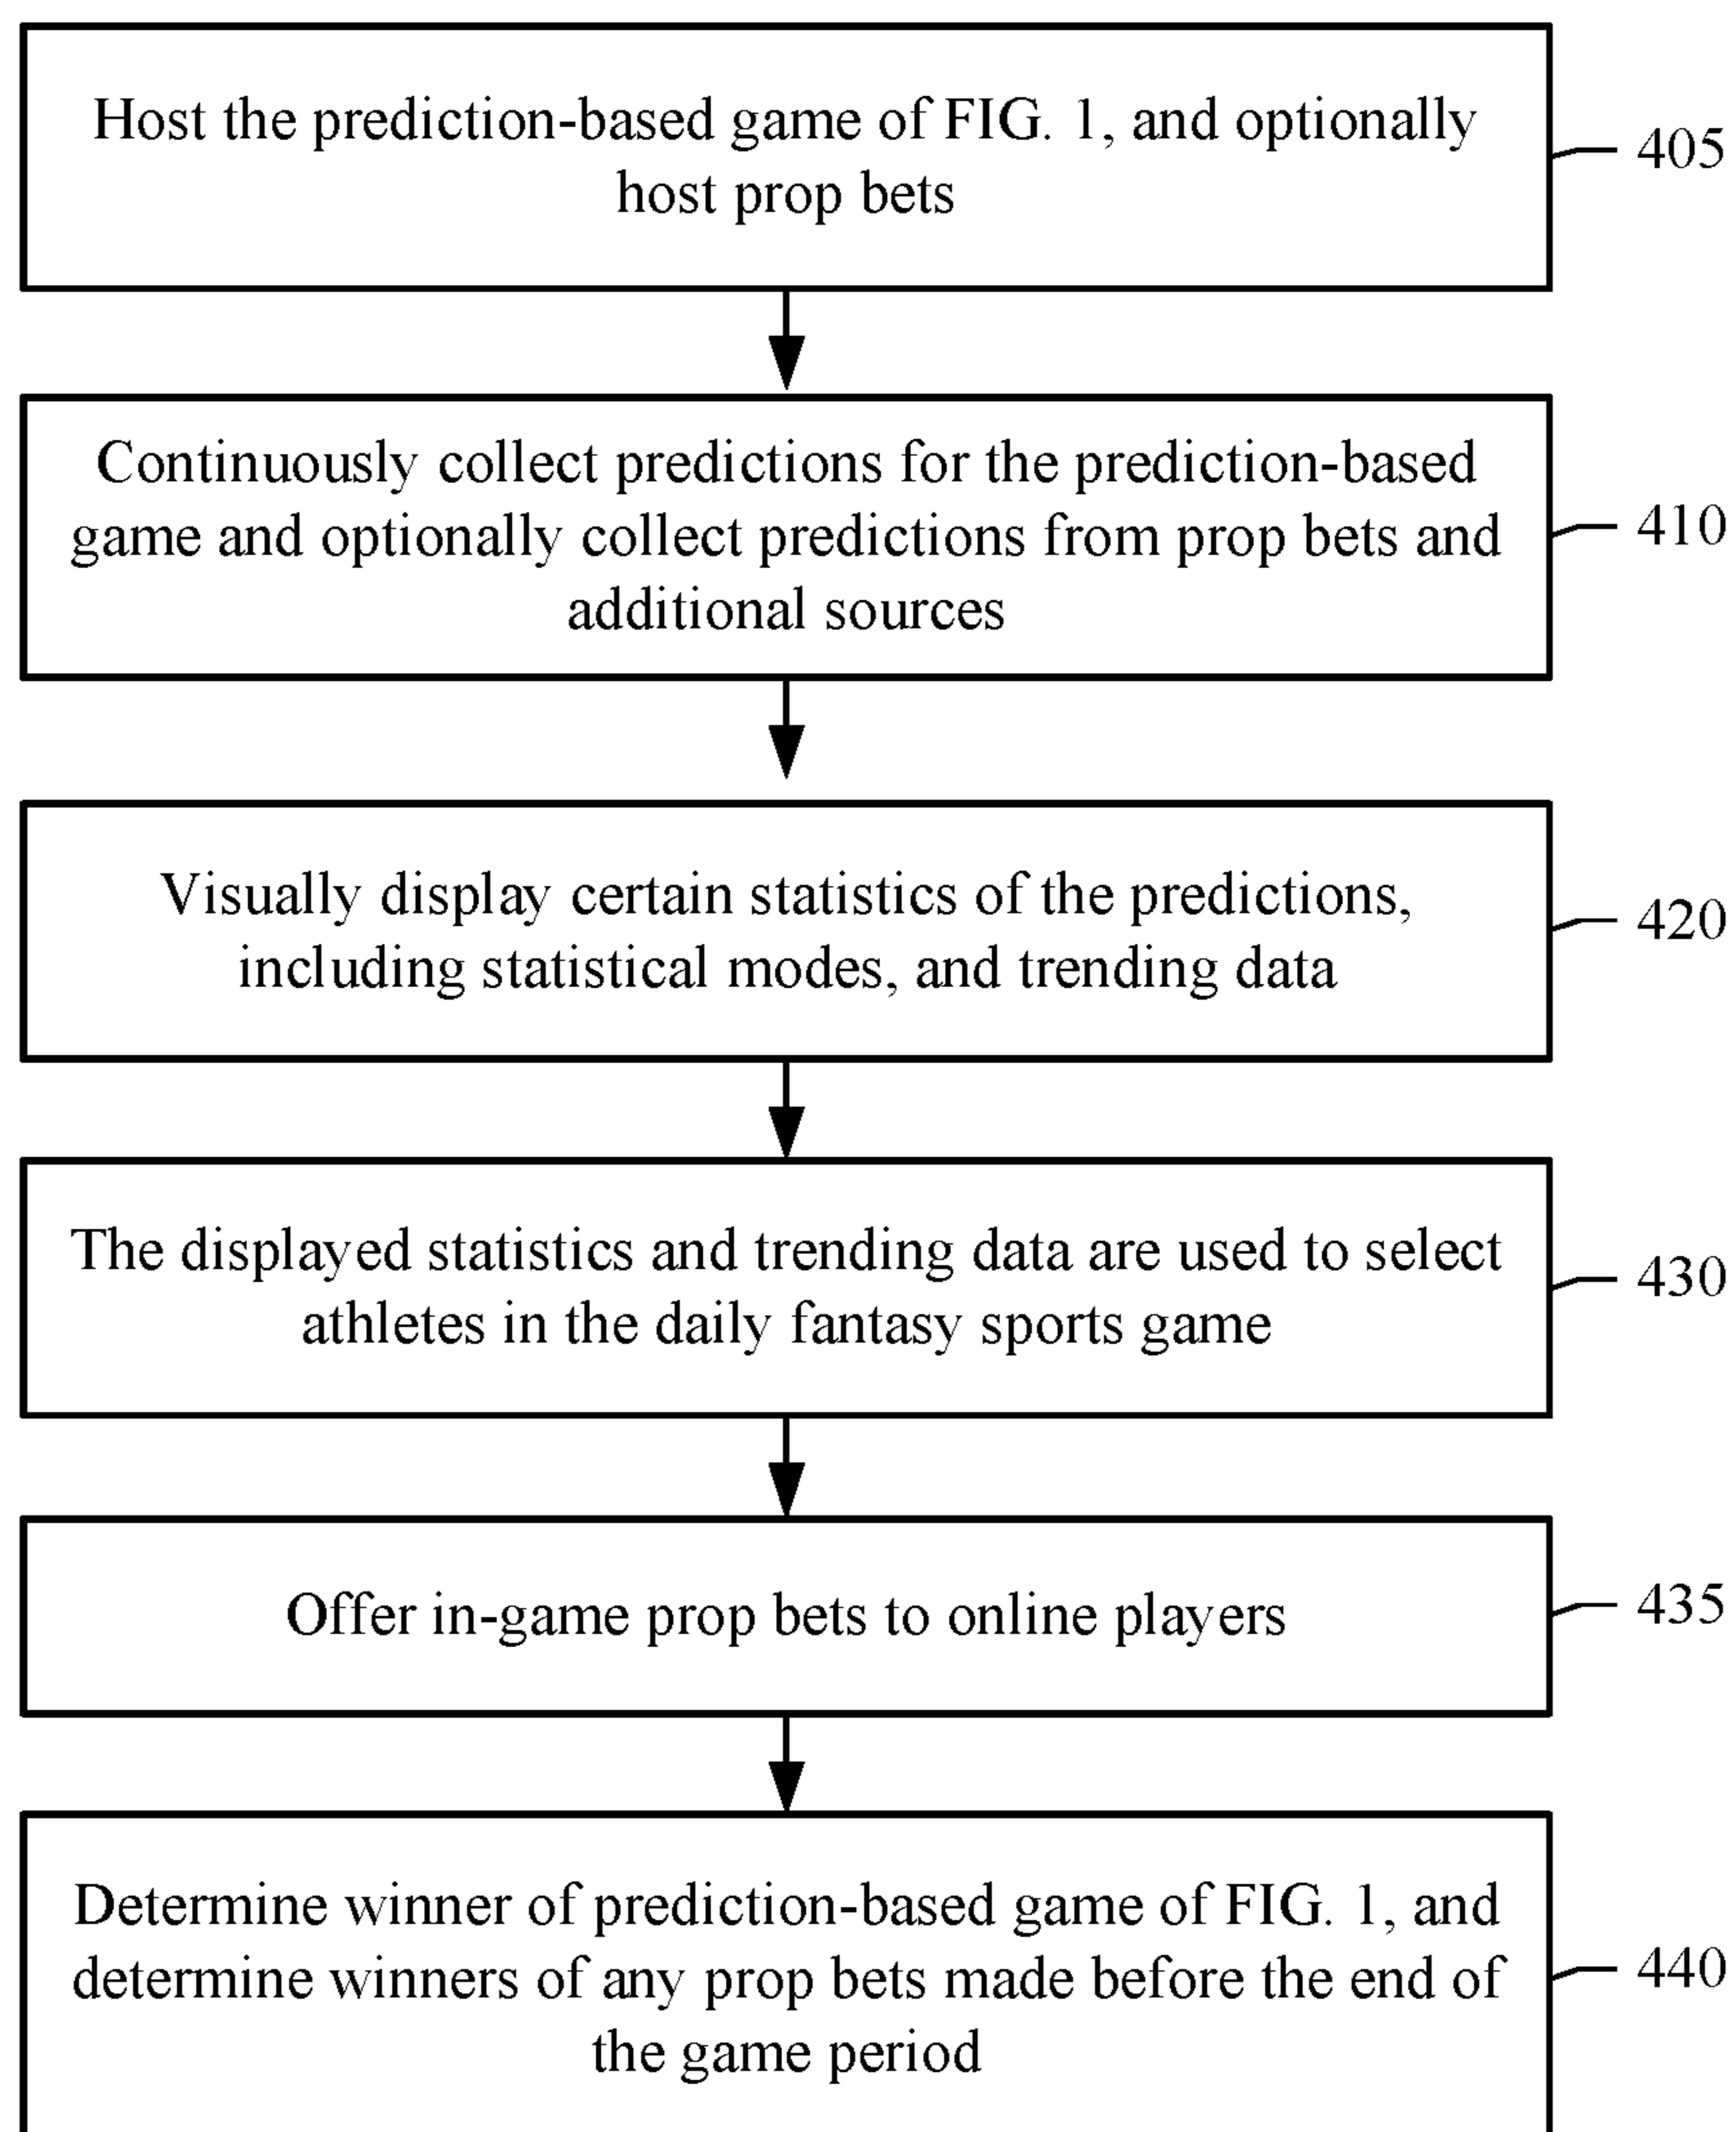 Host the prediction-based game of FIG. 1, and optionally
host prop bets
405
Continuously collect predictions for the prediction-based
game and optionally collect predictions from prop bets and
additional sources
410
Visually display certain statistics of the predictions,
including statistical modes, and trending data
420
The displayed statistics and trending data are used to select
athletes in the daily fantasy sports game
430
Offer in-game prop bets to online players
435
Determine winner of prediction-based game of FIG. 1, and
determine winners of any prop bets made before the end of
the game period
440